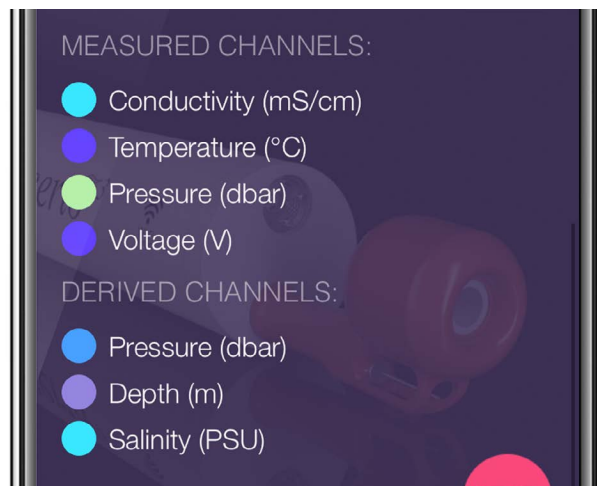 MEASURED CHANNELS:
Conductivity (mS/cm)
Temperature (°C)
Pressure (dbar)
Voltage (V)
DERIVED CHANNELS:
Pressure (dbar)
Depth (m)
Salinity (PSU)